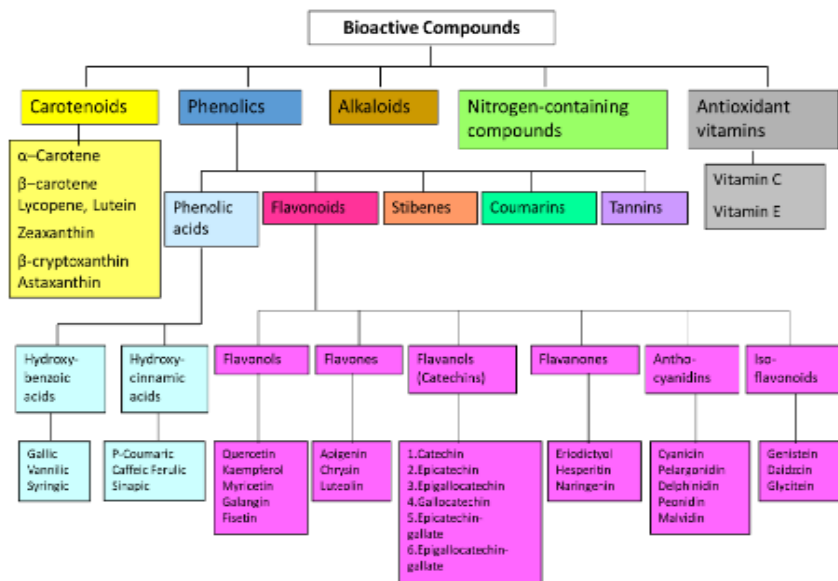 Bioactive Compounds
Carotenoids
Phenolics
Alkaloids
Nitrogen-containing
compounds
Antioxidant
vitamins
α–Carotene
β–carotene
Lycopene, Lutein
Zeaxanthin
β-cryptoxanthin
Astaxanthin
Phenolic
acids
Flavonoids
Stibenes
Coumarins
Tannins
Vitamin C
Vitamin E
Hydroxy-
benzoic
acids
Hydroxy-
cinnamic
acids
Flavonols
Flavones
Flavanols
(Catechins)
Flavanones
Antho-
cyanidins
Iso-
flavonoids
Gallic
Vannilic
Syringic
P-Coumaric
Caffeic Ferulic
Sinapic
Quercetin
Kaempferol
Myricetin
Galangin
Fisetin
Apigenin
Chrysin
Luteolin
1.Catechin
2.Epicatechin
3.Epigallocatechin
4.Gallocatechin
5.Epicatechin-
gallate
6.Epigallocatechin-
gallate
Eriodictyol
Hesperitin
Naringenin
Cyanicin
Pelargonidin
Delphinidin
Peonidin
Malvidin
Genistein
Daidzein
Glycitein